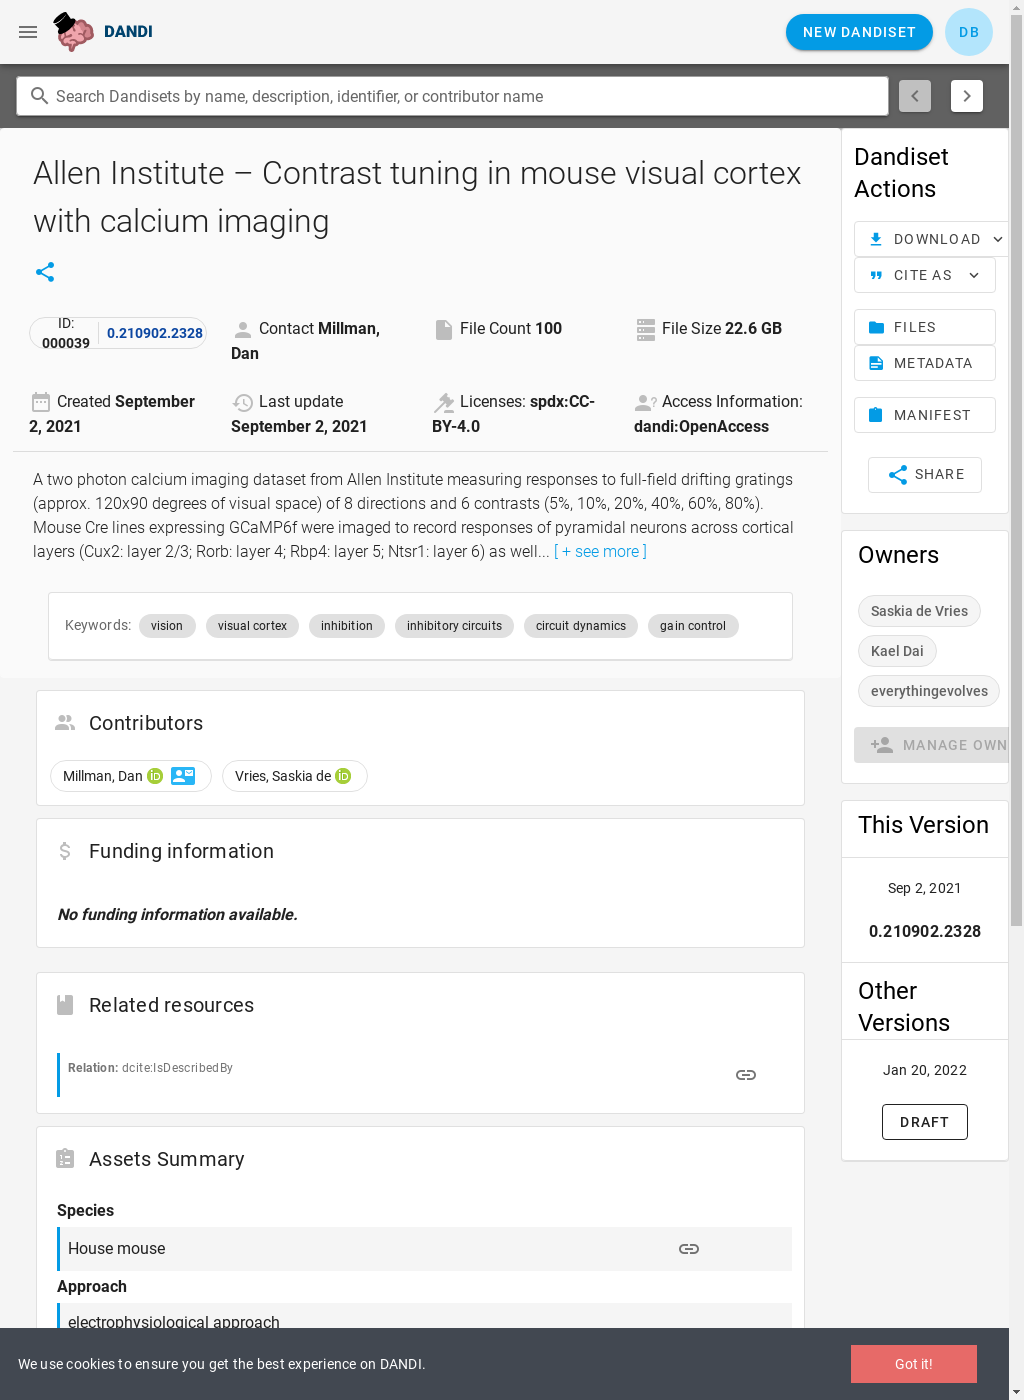 DANDI
NEW DANDISET
DB
Search Dandisets by name, description, identifier, or contributor name
Allen Institute – Contrast tuning in mouse visual cortex
with calcium imaging
ID:
000039
0.210902.2328
Contact Millman,
Dan
File Count 100
File Size 22.6 GB
Created September
2, 2021
Last update
September 2, 2021
Licenses: spdx:CC-
BY-4.0
Access Information:
dandi:OpenAccess
A two photon calcium imaging dataset from Allen Institute measuring responses to full-field drifting gratings
(approx. 120x90 degrees of visual space) of 8 directions and 6 contrasts (5%, 10%, 20%, 40%, 60%, 80%).
Mouse Cre lines expressing GCaMP6f were imaged to record responses of pyramidal neurons across cortical
layers (Cux2: layer 2/3; Rorb: layer 4; Rbp4: layer 5; Ntsr1: layer 6) as well... [ + see more ]
Keywords: vision visual cortex inhibition inhibitory circuits circuit dynamics gain control
Contributors
Millman, Dan iD
Vries, Saskia de iD
Funding information
No funding information available.
Related resources
Relation: dcite:IsDescribedBy
Assets Summary
Species
House mouse
Approach
electrophysiological approach
Dandiset
Actions
DOWNLOAD
CITE AS
FILES
METADATA
MANIFEST
SHARE
Owners
Saskia de Vries
Kael Dai
everythingevolves
MANAGE OWN
This Version
Sep 2, 2021
0.210902.2328
Other
Versions
Jan 20, 2022
DRAFT
We use cookies to ensure you get the best experience on DANDI.
Got it!